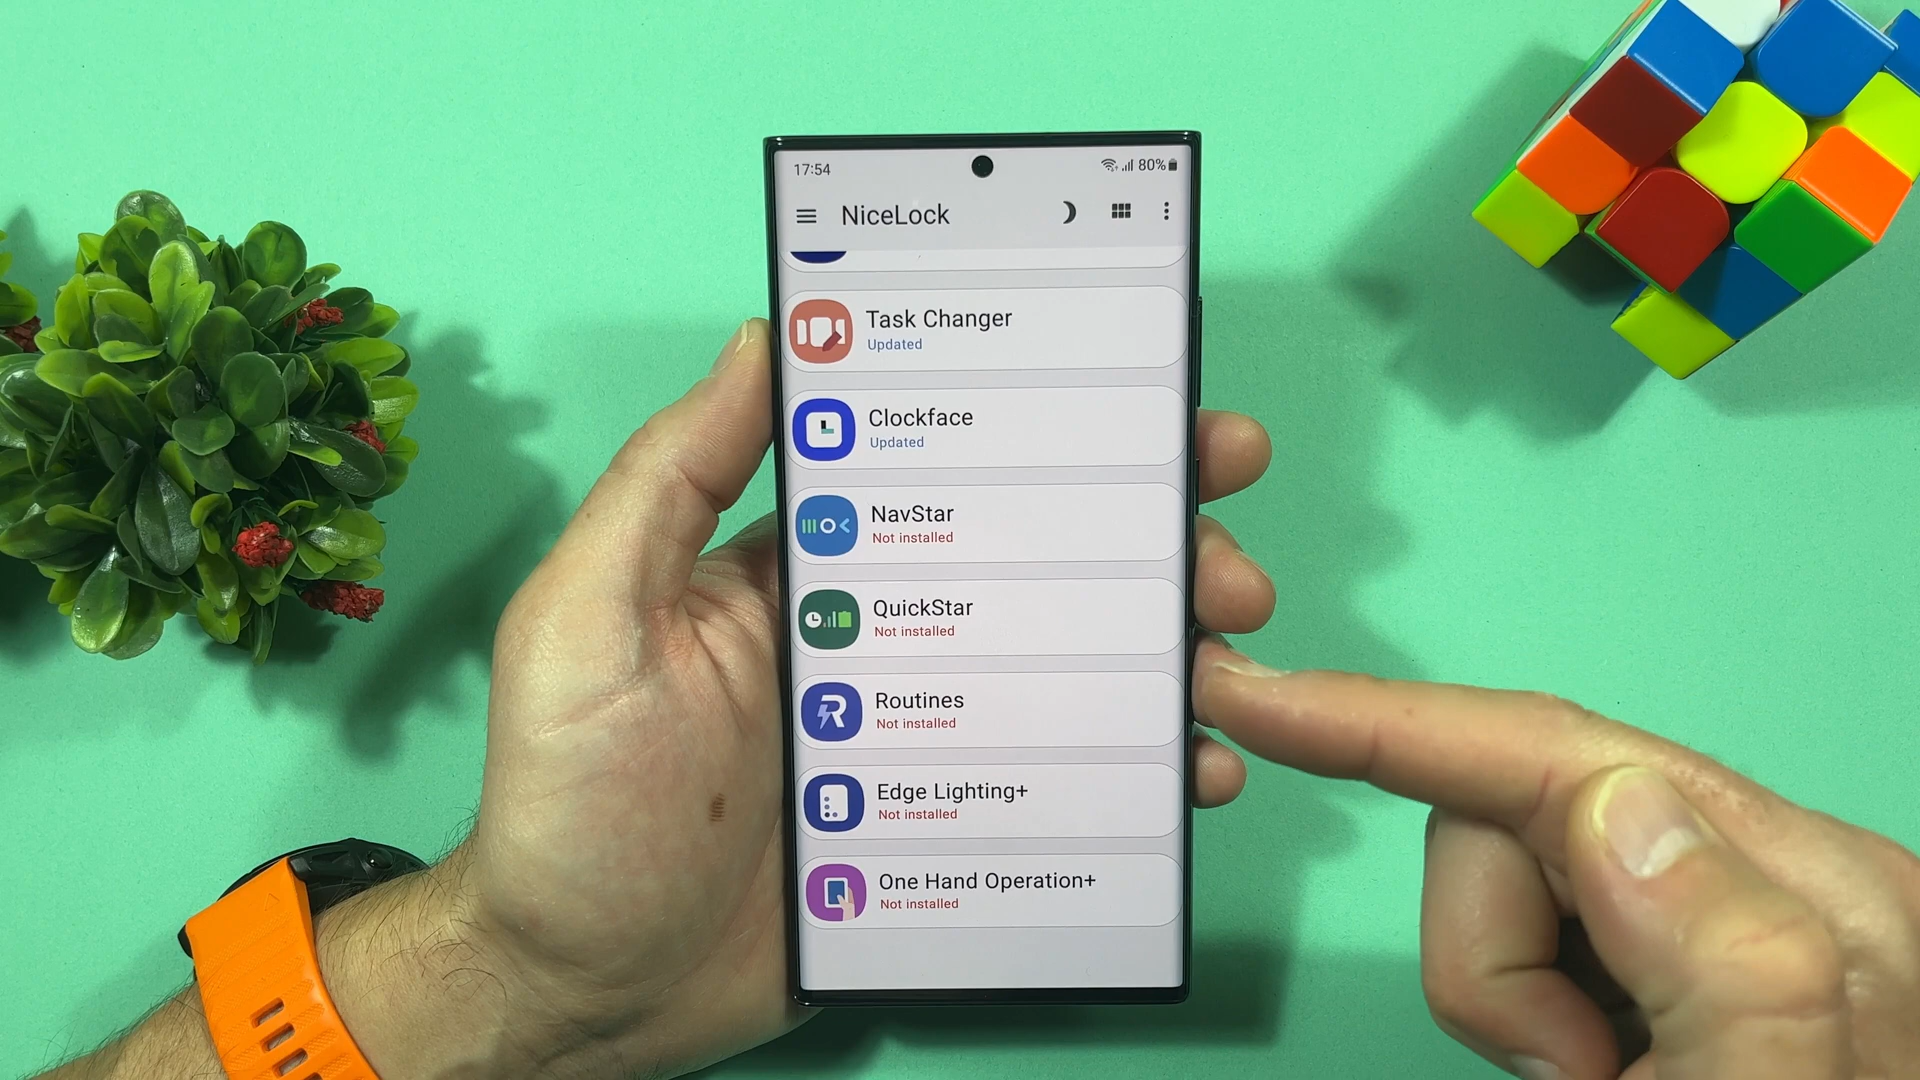 17:54
80%
NiceLock
Task Changer
Updated
Clockface
Updated
NavStar
Not installed
QuickStar
Not installed
Routines
Not installed
Edge Lighting+
Not installed
One Hand Operation+
Not installed